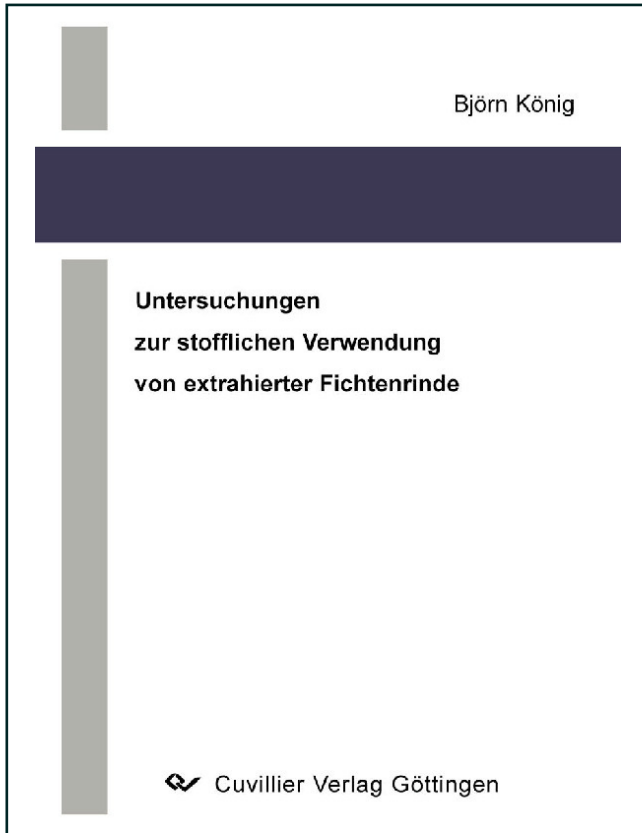 Björn König
Untersuchungen
zur stofflichen Verwendung
von extrahierter Fichtenrinde
Cuvillier Verlag Göttingen